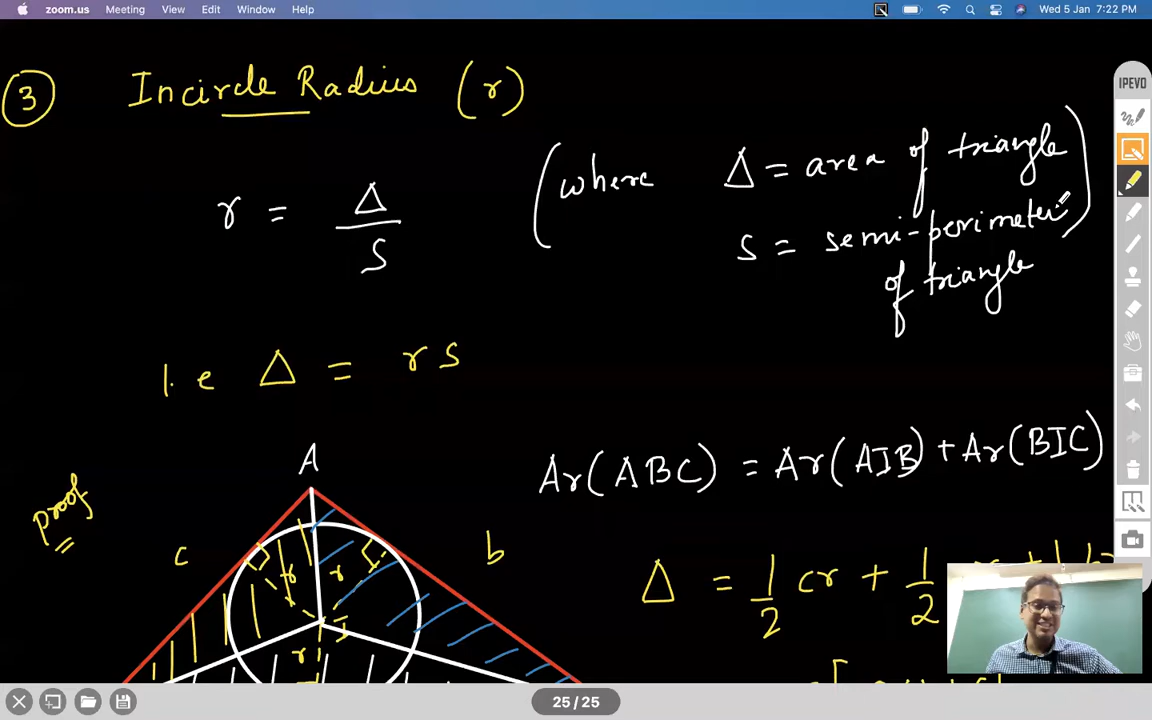 zoom.us Meeting View Edit Window Help Wed 5 Jan 7:22 PM
IPEVO
3 Incircle Radius (r)
r = Δ/s
(where Δ = area of triangle
s = semi-perimeter
of triangle)
i.e Δ = rs
Ar(ABC) = Ar(AIB) + Ar(BIC)
proof
A
c
b
r
r
I
r
Δ = 1/2 cr + 1/2
25/25